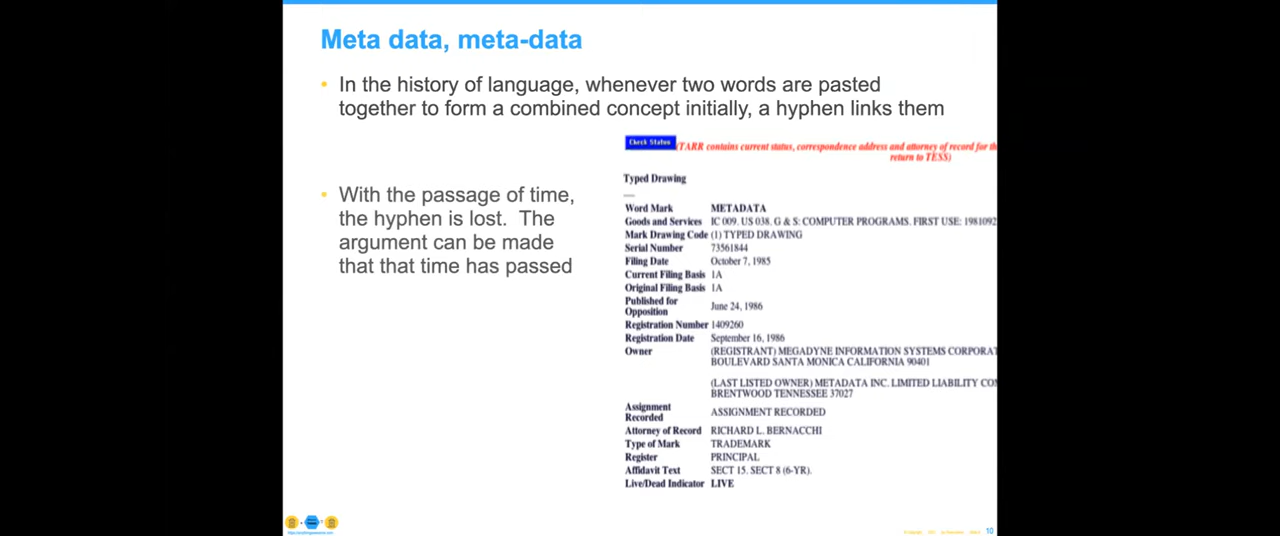 Meta data, meta-data
• In the history of language, whenever two words are pasted
together to form a combined concept initially, a hyphen links them
• With the passage of time,
the hyphen is lost. The
argument can be made
that that time has passed
Check Status (TARR contains current status, correspondence address and attorney of record for th
return to TESS)
Typed Drawing
Word Mark METADATA
Goods and Services IC 009. US 038. G & S: COMPUTER PROGRAMS. FIRST USE: 1981092
Mark Drawing Code (1) TYPED DRAWING
Serial Number 73561844
Filing Date October 7, 1985
Current Filing Basis 1A
Original Filing Basis 1A
Published for
Opposition June 24, 1986
Registration Number 1409260
Registration Date September 16, 1986
Owner (REGISTRANT) MEGADYNE INFORMATION SYSTEMS CORPORAT
BOULEVARD SANTA MONICA CALIFORNIA 90401
(LAST LISTED OWNER) METADATA INC. LIMITED LIABILITY COM
BRENTWOOD TENNESSEE 37027
Assignment
Recorded ASSIGNMENT RECORDED
Attorney of Record RICHARD L. BERNACCHI
Type of Mark TRADEMARK
Register PRINCIPAL
Affidavit Text SECT 15. SECT 8 (6-YR).
Live/Dead Indicator LIVE
10